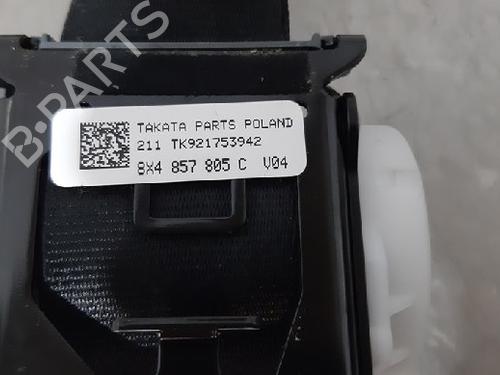 B-PARTS
TAKATA PARTS POLAND
211 TK921753942
8X4 857 805 C V04